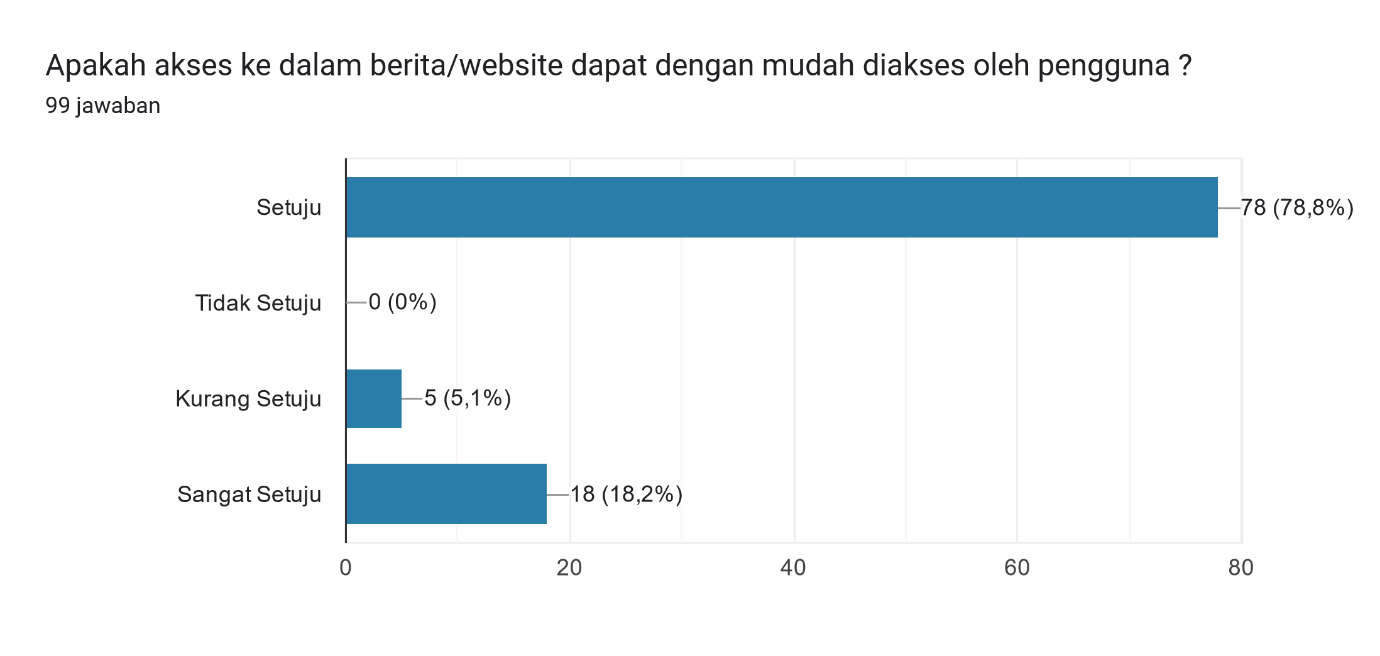 Apakah akses ke dalam berita/website dapat dengan mudah diakses oleh pengguna ?
99 jawaban
Setuju
78 (78,8%)
Tidak Setuju
0 (0%)
Kurang Setuju
5 (5,1%)
Sangat Setuju
18 (18,2%)
0 20 40 60 80